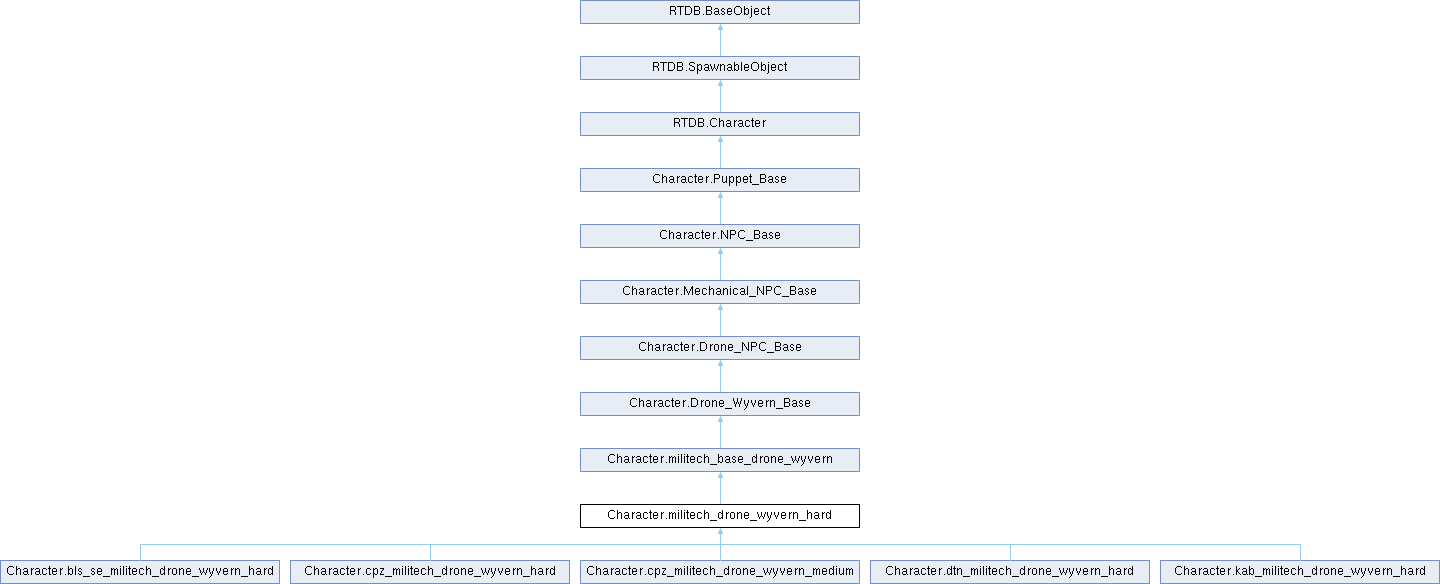 RTDB.BaseObject
RTDB.SpawnableObject
RTDB.Character
Character.Puppet_Base
Character.NPC_Base
Character.Mechanical_NPC_Base
Character.Drone_NPC_Base
Character.Drone_Wyvern_Base
Character.militech_base_drone_wyvern
Character.militech_drone_wyvern_hard
Character.bls_se_militech_drone_wyvern_hard
Character.cpz_militech_drone_wyvern_hard
Character.cpz_militech_drone_wyvern_medium
Character.dtn_militech_drone_wyvern_hard
Character.kab_militech_drone_wyvern_hard